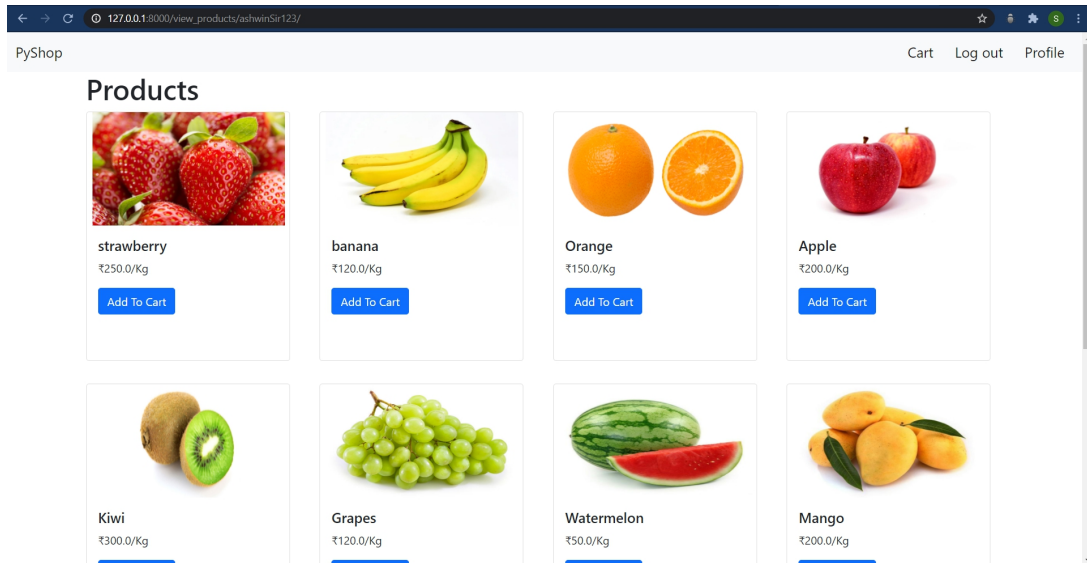 127.0.0.1:8000/view_products/ashwinSir123/
S
PyShop
Cart Log out Profile
Products
strawberry banana Orange Apple
₹250.0/Kg ₹120.0/Kg ₹150.0/Kg ₹200.0/Kg
Add To Cart Add To Cart Add To Cart Add To Cart
Kiwi Grapes Watermelon Mango
₹300.0/Kg ₹120.0/Kg ₹50.0/Kg ₹200.0/Kg